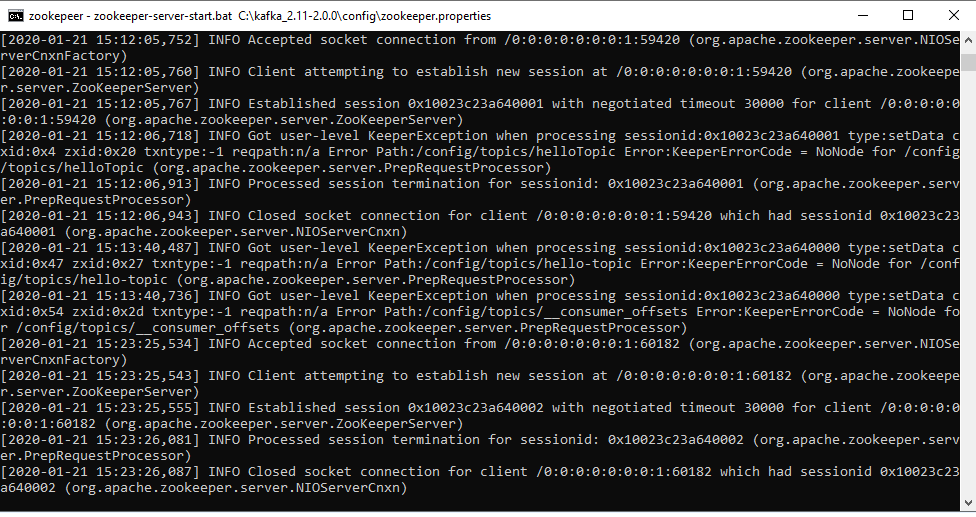 zookepeer - zookeeper-server-start.bat C:\kafka_2.11-2.0.0\config\zookeeper.properties
[2020-01-21 15:12:05,752] INFO Accepted socket connection from /0:0:0:0:0:0:0:1:59420 (org.apache.zookeeper.server.NIOSe
rverCnxnFactory)
[2020-01-21 15:12:05,760] INFO Client attempting to establish new session at /0:0:0:0:0:0:0:1:59420 (org.apache.zookeepe
r.server.ZooKeeperServer)
[2020-01-21 15:12:05,767] INFO Established session 0x10023c23a640001 with negotiated timeout 30000 for client /0:0:0:0:0
:0:0:1:59420 (org.apache.zookeeper.server.ZooKeeperServer)
[2020-01-21 15:12:06,718] INFO Got user-level KeeperException when processing sessionid:0x10023c23a640001 type:setData c
xid:0x4 zxid:0x20 txntype:-1 reqpath:n/a Error Path:/config/topics/helloTopic Error:KeeperErrorCode = NoNode for /config
/topics/helloTopic (org.apache.zookeeper.server.PrepRequestProcessor)
[2020-01-21 15:12:06,913] INFO Processed session termination for sessionid: 0x10023c23a640001 (org.apache.zookeeper.serv
er.PrepRequestProcessor)
[2020-01-21 15:12:06,943] INFO Closed socket connection for client /0:0:0:0:0:0:0:1:59420 which had sessionid 0x10023c23
a640001 (org.apache.zookeeper.server.NIOServerCnxn)
[2020-01-21 15:13:40,487] INFO Got user-level KeeperException when processing sessionid:0x10023c23a640000 type:setData c
xid:0x47 zxid:0x27 txntype:-1 reqpath:n/a Error Path:/config/topics/hello-topic Error:KeeperErrorCode = NoNode for /conf
ig/topics/hello-topic (org.apache.zookeeper.server.PrepRequestProcessor)
[2020-01-21 15:13:40,736] INFO Got user-level KeeperException when processing sessionid:0x10023c23a640000 type:setData c
xid:0x54 zxid:0x2d txntype:-1 reqpath:n/a Error Path:/config/topics/__consumer_offsets Error:KeeperErrorCode = NoNode fo
r /config/topics/__consumer_offsets (org.apache.zookeeper.server.PrepRequestProcessor)
[2020-01-21 15:23:25,534] INFO Accepted socket connection from /0:0:0:0:0:0:0:1:60182 (org.apache.zookeeper.server.NIOSe
rverCnxnFactory)
[2020-01-21 15:23:25,543] INFO Client attempting to establish new session at /0:0:0:0:0:0:0:1:60182 (org.apache.zookeepe
r.server.ZooKeeperServer)
[2020-01-21 15:23:25,555] INFO Established session 0x10023c23a640002 with negotiated timeout 30000 for client /0:0:0:0:0
:0:0:1:60182 (org.apache.zookeeper.server.ZooKeeperServer)
[2020-01-21 15:23:26,081] INFO Processed session termination for sessionid: 0x10023c23a640002 (org.apache.zookeeper.serv
er.PrepRequestProcessor)
[2020-01-21 15:23:26,087] INFO Closed socket connection for client /0:0:0:0:0:0:0:1:60182 which had sessionid 0x10023c23
a640002 (org.apache.zookeeper.server.NIOServerCnxn)